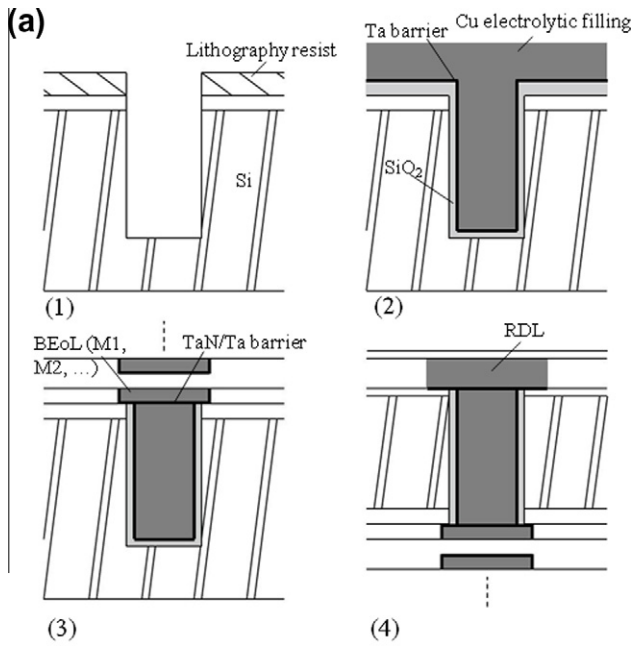 (a)
Lithography resist
Si
(1)
Ta barrier
Cu electrolytic filling
SiO2
(2)
BEoL (M1,
M2, ...)
TaN/Ta barrier
(3)
RDL
(4)